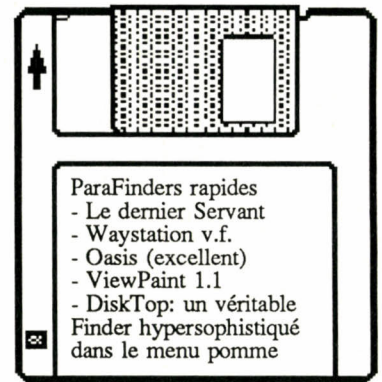 ParaFinders rapides
- Le dernier Servant
- Waystation v.f.
- Oasis (excellent)
- ViewPaint 1.1
- DiskTop: un véritable
Finder hypersophistiqué
dans le menu pomme